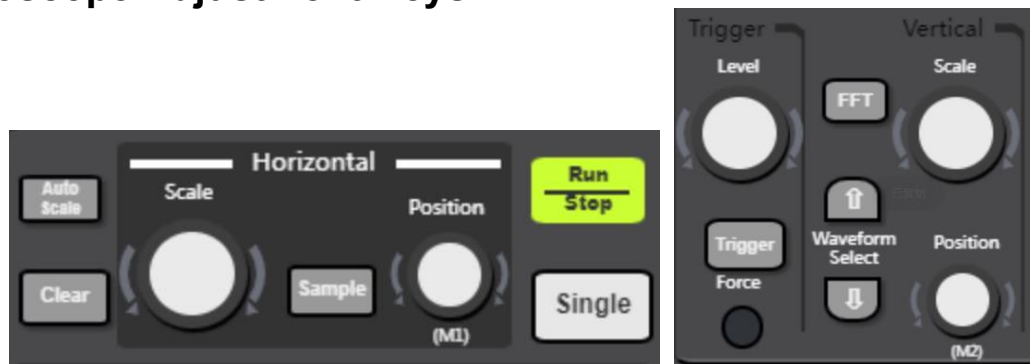 Auto
Scale
Clear
Horizontal
Scale
Sample
Position
(M1)
Run
Stop
Single
Trigger
Level
Trigger
Force
FFT
Waveform
Select
Vertical
Scale
Position
(M2)